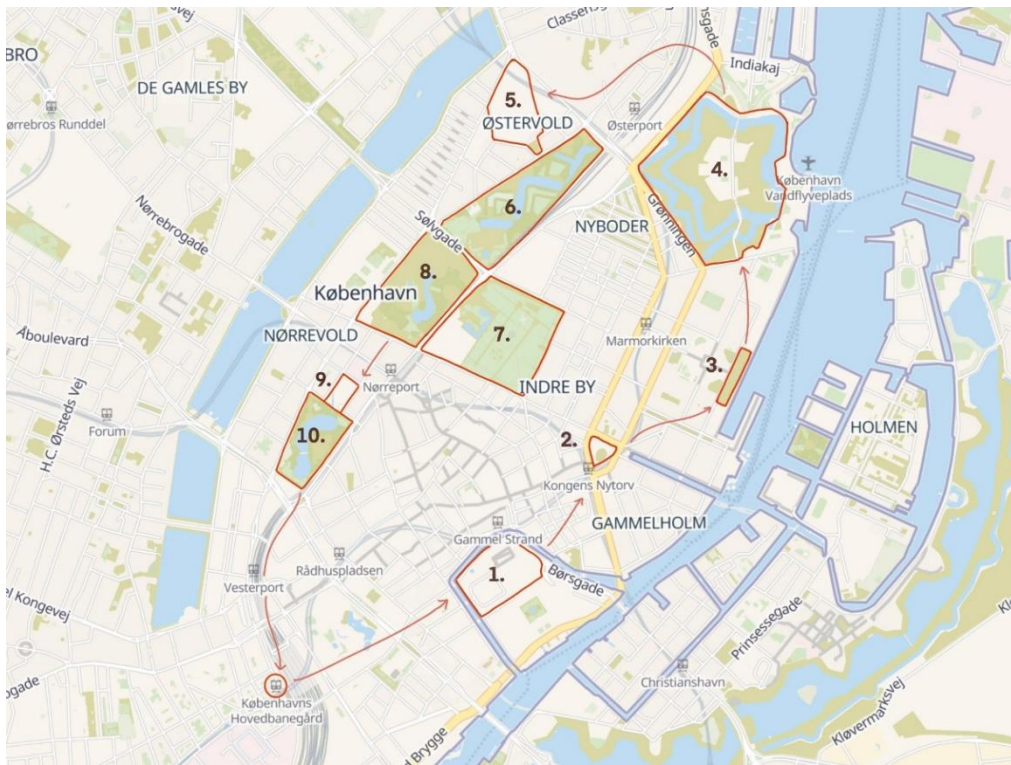 Classensgade
Indiakaj
BRO
DE GAMLES BY
Nørrebros Runddel
5.
ØSTERVOLD
Østerport
4.
København
Vandflyveplads
Nørrebrogade
6.
Sølvgade
NYBODER
Grønningen
8.
København
NØRREVOLD
7.
Marmorkirken
Åboulevard
9.
Nørreport
3.
INDRE BY
H.C. Ørsteds Vej
Forum
10.
2.
HOLMEN
Kongens Nytorv
GAMMELHOLM
Gammel Strand
Rådhuspladsen
Vesterport
1.
Børsgade
Prinsessegade
Christianshavn
Københavns
Hovedbanegård
Brygge
Kløvermarksvej